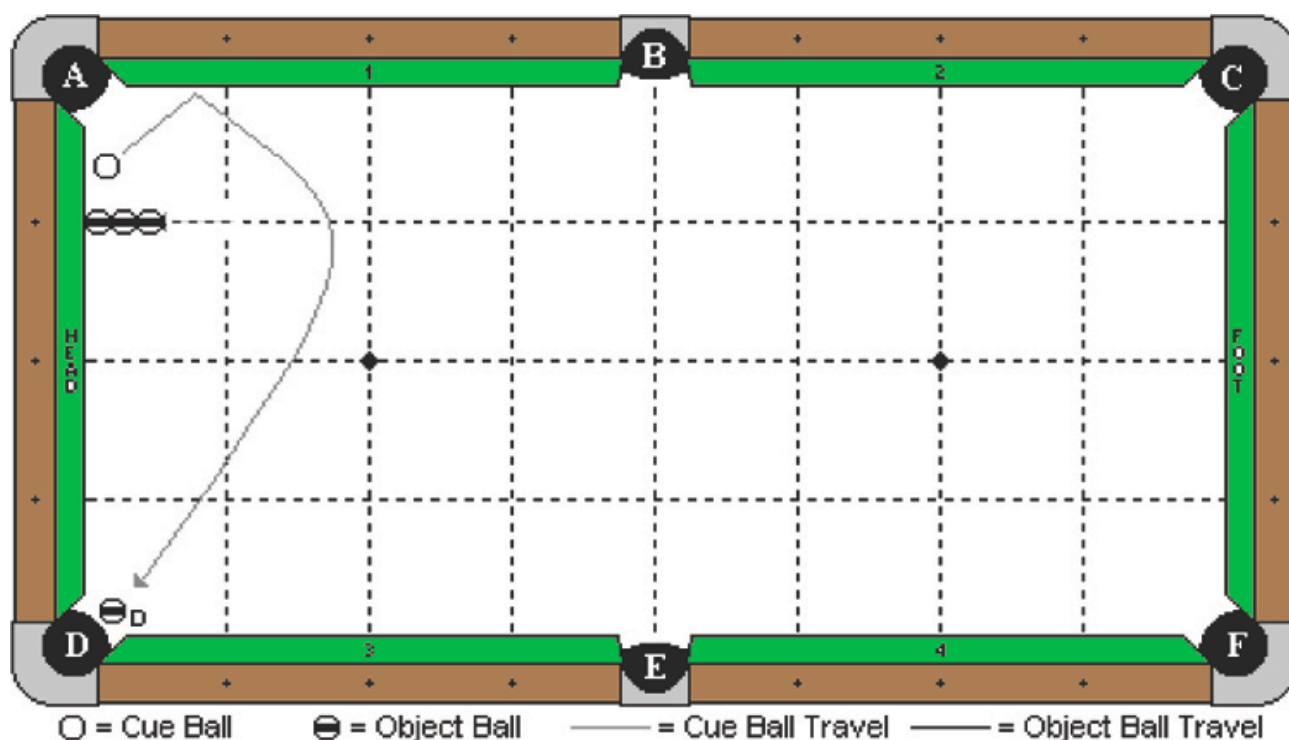 A B C
1 2
HEAD
FOOT
D
D E F
3 4
= Cue Ball = Object Ball = Cue Ball Travel = Object Ball Travel